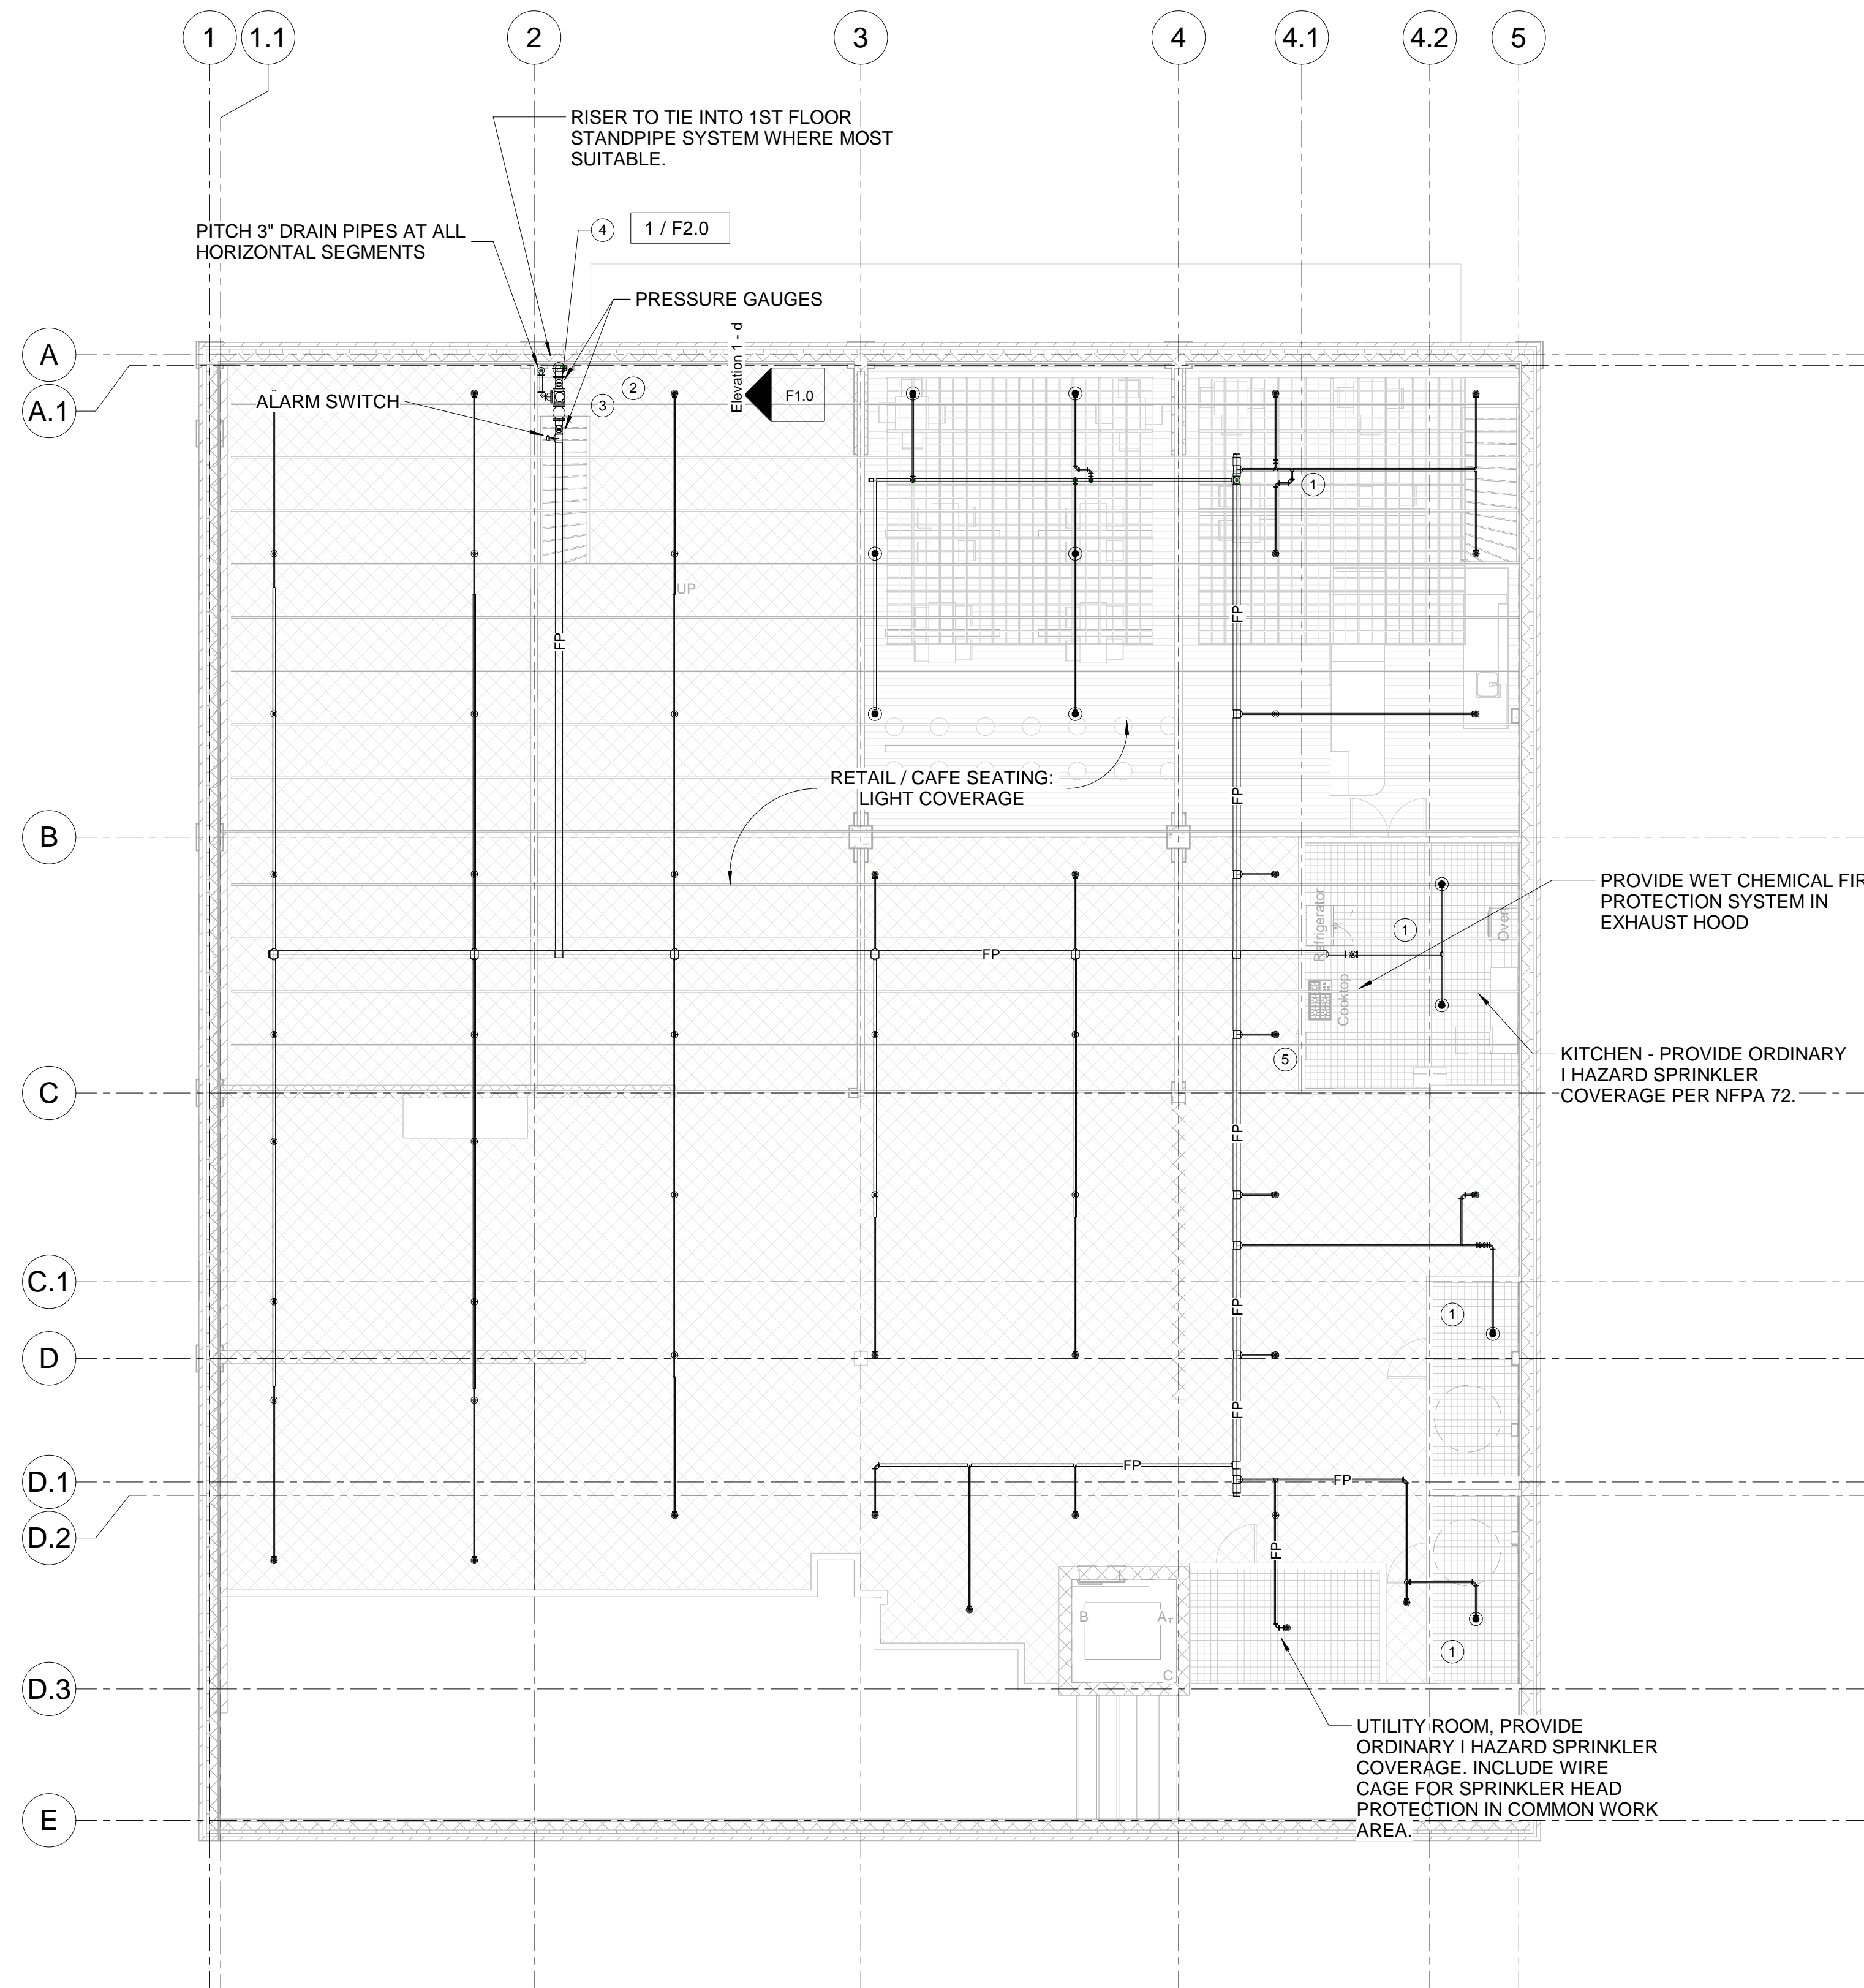 1
1.1
2
3
4
4.1
4.2
5
RISER TO TIE INTO 1ST FLOOR
STANDPIPE SYSTEM WHERE MOST
SUITABLE.
PITCH 3" DRAIN PIPES AT ALL
HORIZONTAL SEGMENTS
4
1 / F2.0
PRESSURE GAUGES
Elevation 1 - d
F1.0
A
A.1
ALARM SWITCH
2
3
1
UP
FP
FP
RETAIL / CAFE SEATING:
LIGHT COVERAGE
FP
B
PROVIDE WET CHEMICAL FIR
PROTECTION SYSTEM IN
EXHAUST HOOD
Refrigerator
1
Oven
FP
Cooktop
5
KITCHEN - PROVIDE ORDINARY
I HAZARD SPRINKLER
COVERAGE PER NFPA 72.
C
FP
C.1
FP
1
D
FP
D.1
FP
FP
D.2
FP
B
A
T
C
1
D.3
UTILITY ROOM, PROVIDE
ORDINARY I HAZARD SPRINKLER
COVERAGE. INCLUDE WIRE
CAGE FOR SPRINKLER HEAD
PROTECTION IN COMMON WORK
AREA.
E